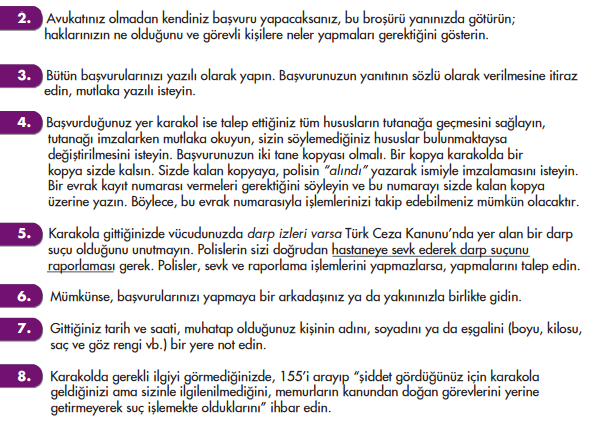 2. Avukatınız olmadan kendiniz başvuru yapacaksanız, bu broşürü yanınızda götürün;
haklarınızın ne olduğunu ve görevli kişilere neler yapmaları gerektiğini gösterin.
3. Bütün başvurularınızı yazılı olarak yapın. Başvurunuzun yanıtının sözlü olarak verilmesine itiraz
edin, mutlaka yazılı isteyin.
4. Başvurduğunuz yer karakol ise talep ettiğiniz tüm hususların tutanağa geçmesini sağlayın,
tutanağı imzalarken mutlaka okuyun, sizin söylemediğiniz hususlar bulunmaktaysa
değiştirilmesini isteyin. Başvurunuzun iki tane kopyası olmalı. Bir kopya karakolda bir
kopya sizde kalsın. Sizde kalan kopyaya, polisin "alındı" yazarak ismiyle imzalamasını isteyin.
Bir evrak kayıt numarası vermeleri gerektiğini söyleyin ve bu numarayı sizde kalan kopya
üzerine yazın. Böylece, bu evrak numarasıyla işlemlerinizi takip edebilmeniz mümkün olacaktır.
5. Karakola gittiğinizde vücudunuzda darp izleri varsa Türk Ceza Kanunu'nda yer alan bir darp
suçu olduğunu unutmayın. Polislerin sizi doğrudan hastaneye sevk ederek darp suçunu
raporlaması gerek. Polisler, sevk ve raporlama işlemlerini yapmazlarsa, yapmalarını talep edin.
6. Mümkünse, başvurularınızı yapmaya bir arkadaşınız ya da yakınınızla birlikte gidin.
7. Gittiğiniz tarih ve saati, muhatap olduğunuz kişinin adını, soyadını ya da eşgalini (boyu, kilosu,
saç ve göz rengi vb.) bir yere not edin.
8. Karakolda gerekli ilgiyi görmediğinizde, 155'i arayıp "şiddet gördüğünüz için karakola
geldiğinizi ama sizinle ilgilenilmediğini, memurların kanundan doğan görevlerini yerine
getirmeyerek suç işlemekte olduklarını" ihbar edin.